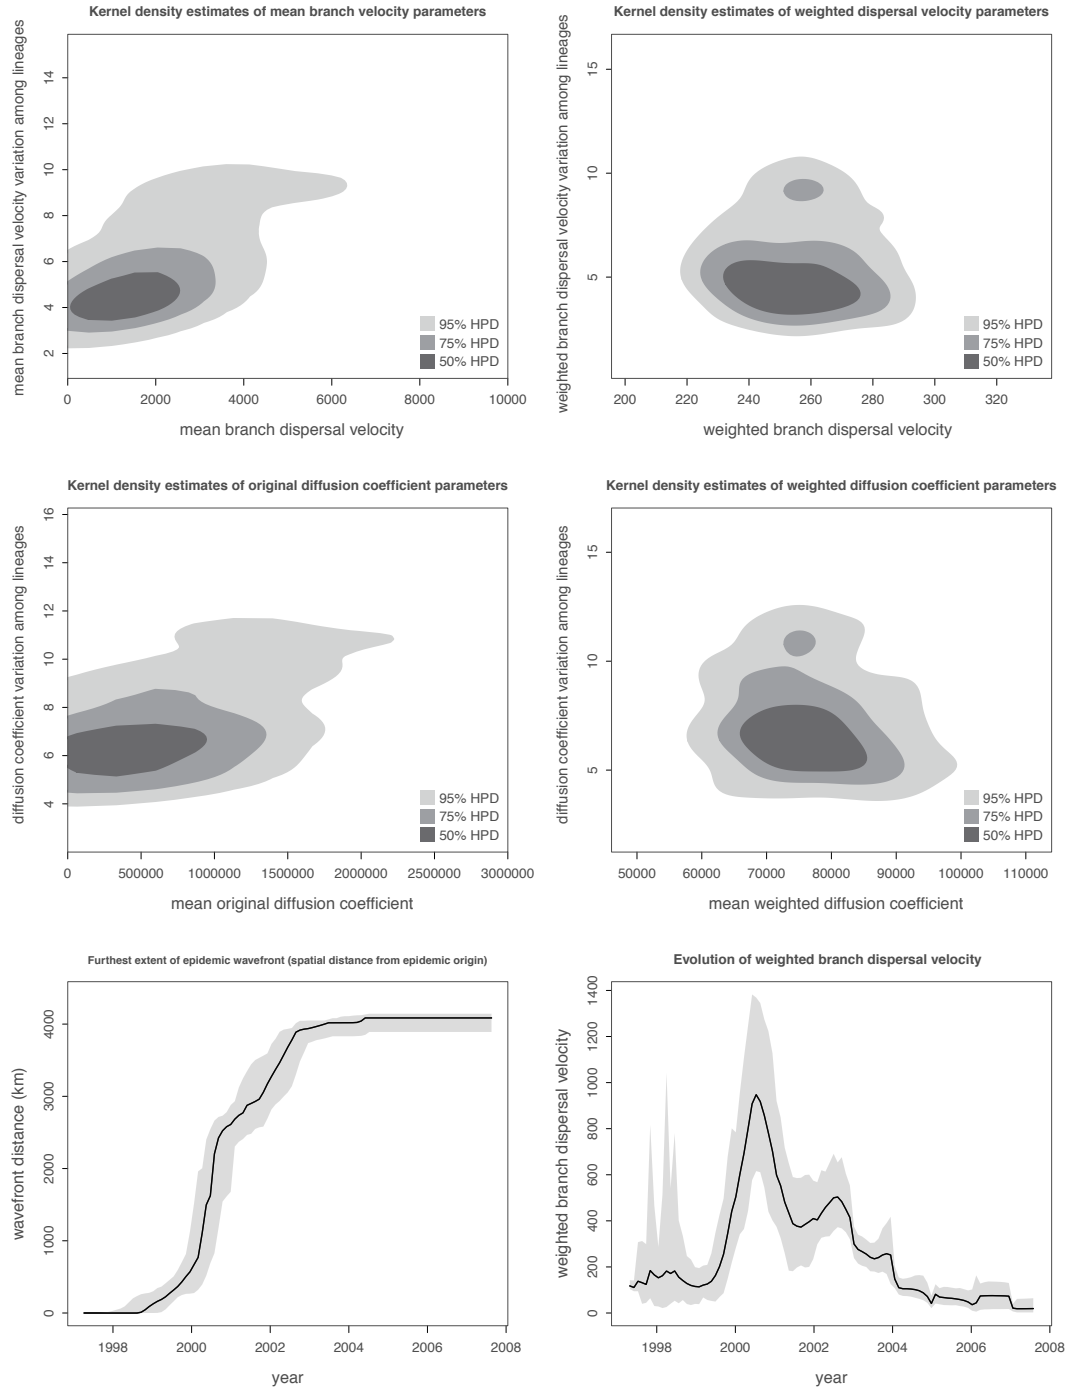 Kernel density estimates of mean branch velocity parameters
mean branch dispersal velocity variation among lineages
14
12
10
8
6
4
2
95% HPD
75% HPD
50% HPD
0 2000 4000 6000 8000 10000
mean branch dispersal velocity
Kernel density estimates of weighted dispersal velocity parameters
weighted branch dispersal velocity variation among lineages
15
10
5
95% HPD
75% HPD
50% HPD
200 220 240 260 280 300 320
weighted branch dispersal velocity
Kernel density estimates of original diffusion coefficient parameters
diffusion coefficient variation among lineages
16
14
12
10
8
6
4
95% HPD
75% HPD
50% HPD
0 500000 1000000 1500000 2000000 2500000 3000000
mean original diffusion coefficient
Kernel density estimates of weighted diffusion coefficient parameters
diffusion coefficient variation among lineages
15
10
5
95% HPD
75% HPD
50% HPD
50000 60000 70000 80000 90000 100000 110000
mean weighted diffusion coefficient
Furthest extent of epidemic wavefront (spatial distance from epidemic origin)
wavefront distance (km)
4000
3000
2000
1000
0
1998 2000 2002 2004 2006 2008
year
Evolution of weighted branch dispersal velocity
weighted branch dispersal velocity
1400
1200
1000
800
600
400
200
0
1998 2000 2002 2004 2006 2008
year